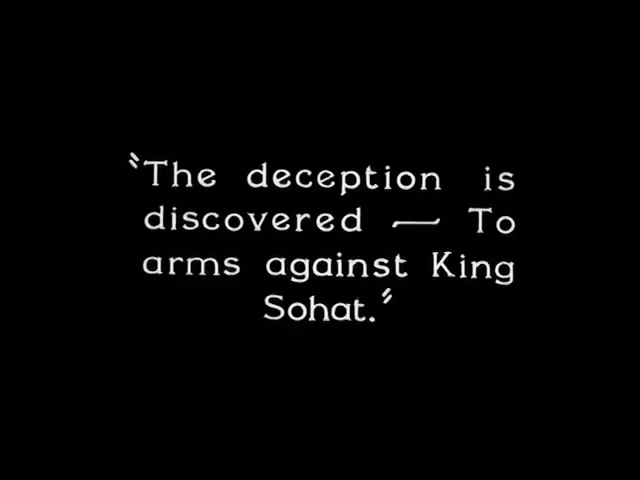 "The deception is
discovered — To
arms against King
Sohat."